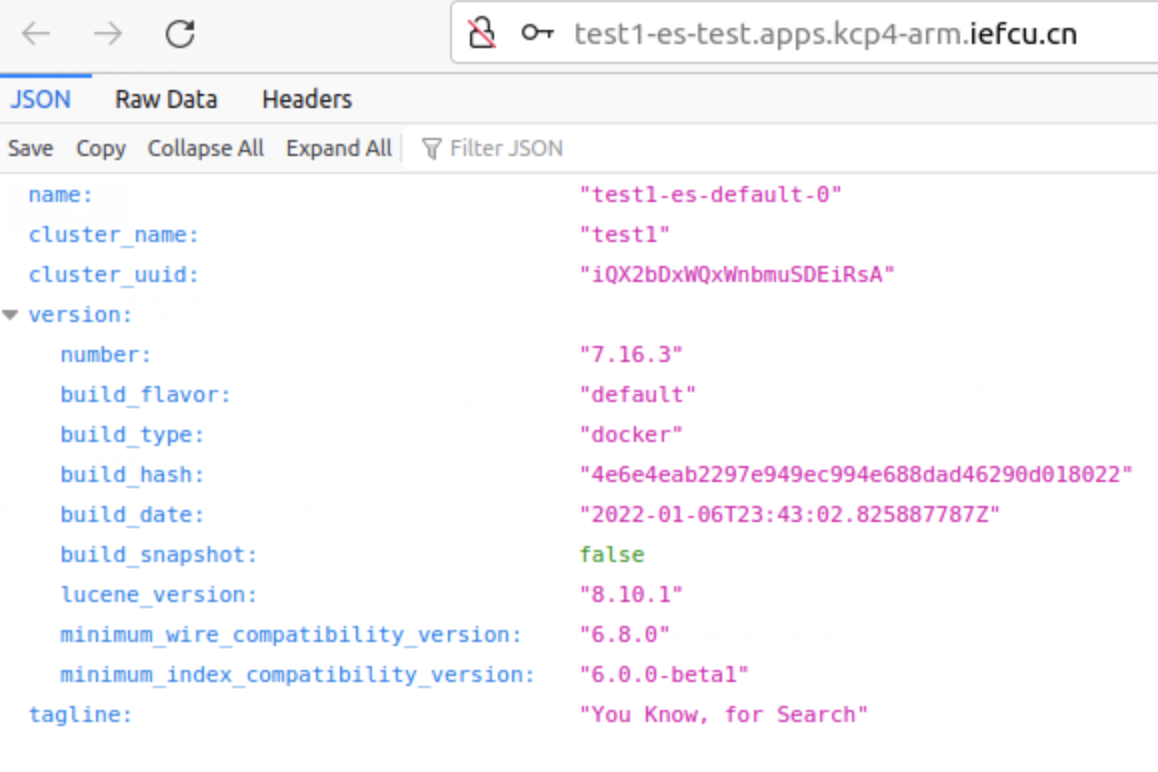 test1-es-test.apps.kcp4-arm.iefcu.cn
JSON Raw Data Headers
Save Copy Collapse All Expand All Filter JSON
name: "test1-es-default-0"
cluster_name: "test1"
cluster_uuid: "iQX2bDxWQxWnbmuSDEiRsA"
version:
number: "7.16.3"
build_flavor: "default"
build_type: "docker"
build_hash: "4e6e4eab2297e949ec994e688dad46290d018022"
build_date: "2022-01-06T23:43:02.825887787Z"
build_snapshot: false
lucene_version: "8.10.1"
minimum_wire_compatibility_version: "6.8.0"
minimum_index_compatibility_version: "6.0.0-beta1"
tagline: "You Know, for Search"